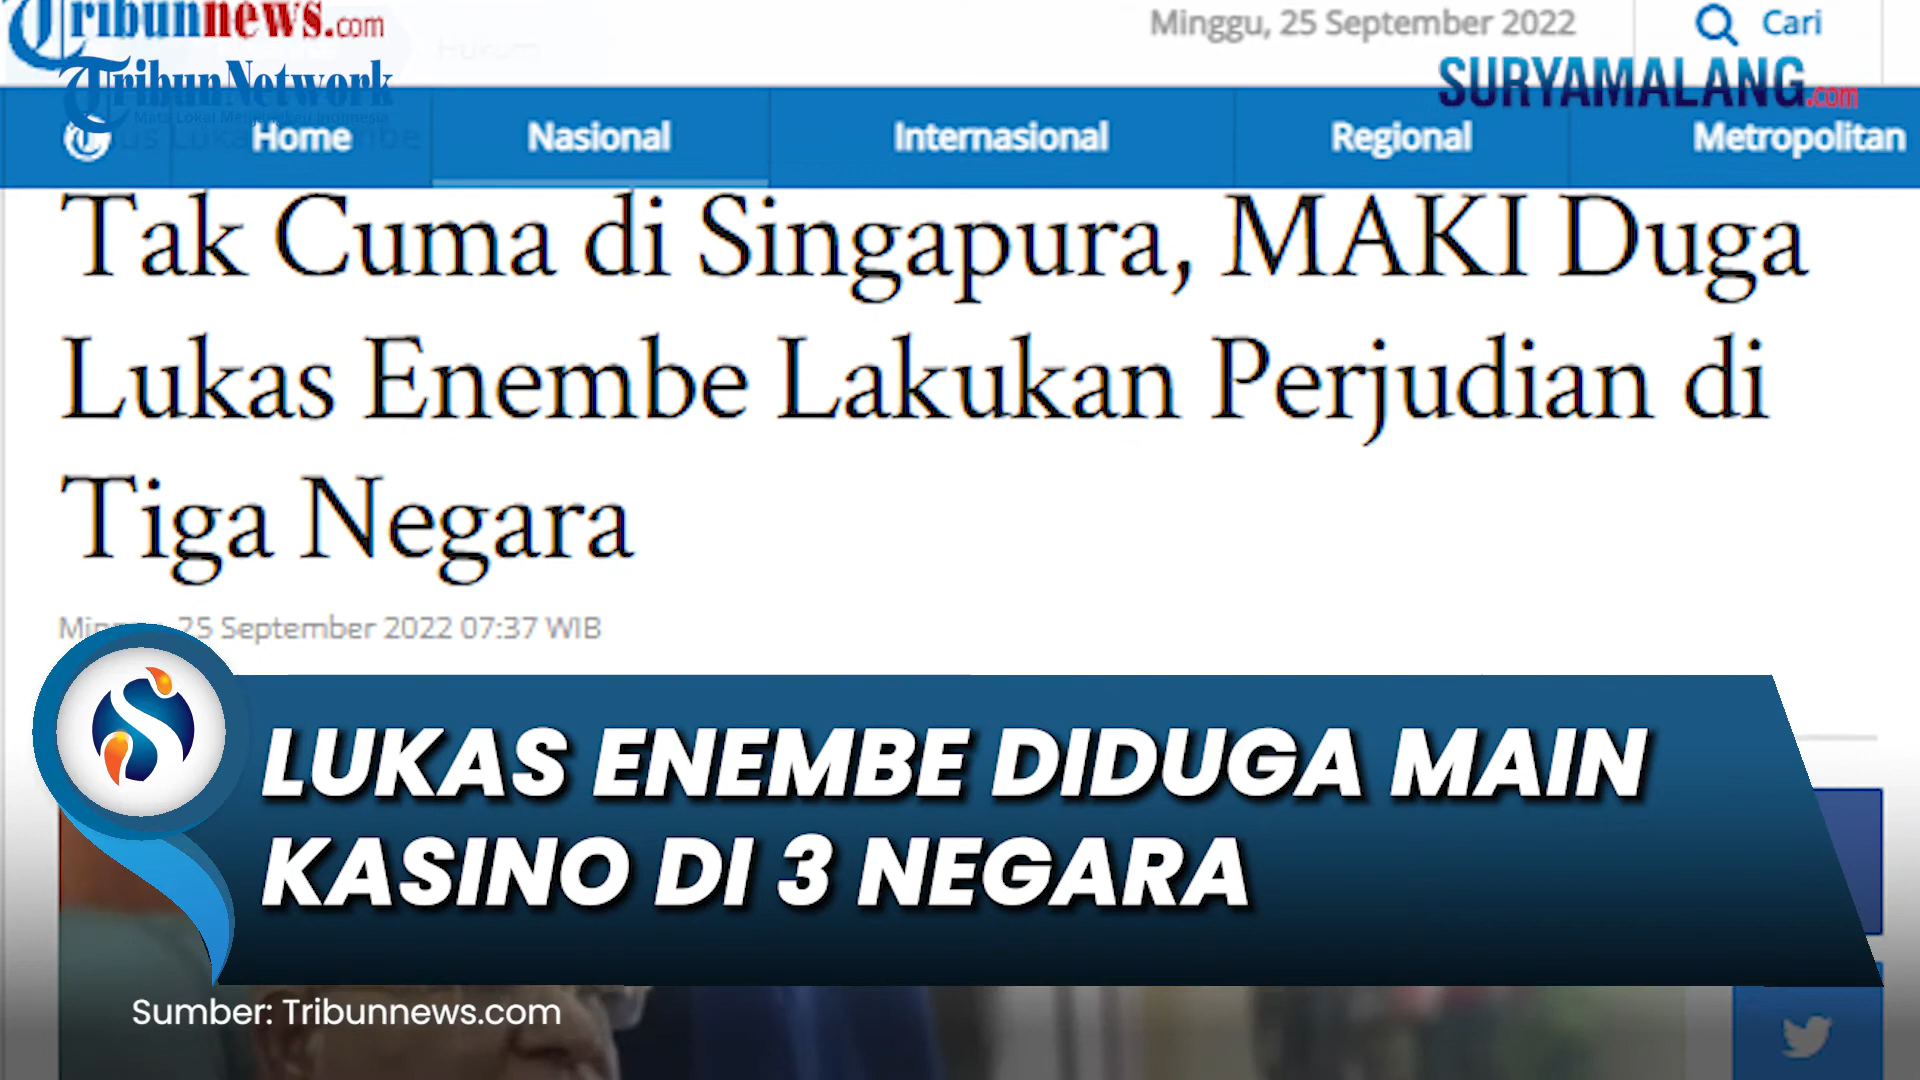 Tribunnews.com
Minggu, 25 September 2022
Cari
TribunNetwork
SURYAMALANG.com
Home
Nasional
Internasional
Regional
Metropolitan
Tak Cuma di Singapura, MAKI Duga
Lukas Enembe Lakukan Perjudian di
Tiga Negara
25 September 2022 07:37 WIB
LUKAS ENEMBE DIDUGA MAIN
KASINO DI 3 NEGARA
Sumber: Tribunnews.com